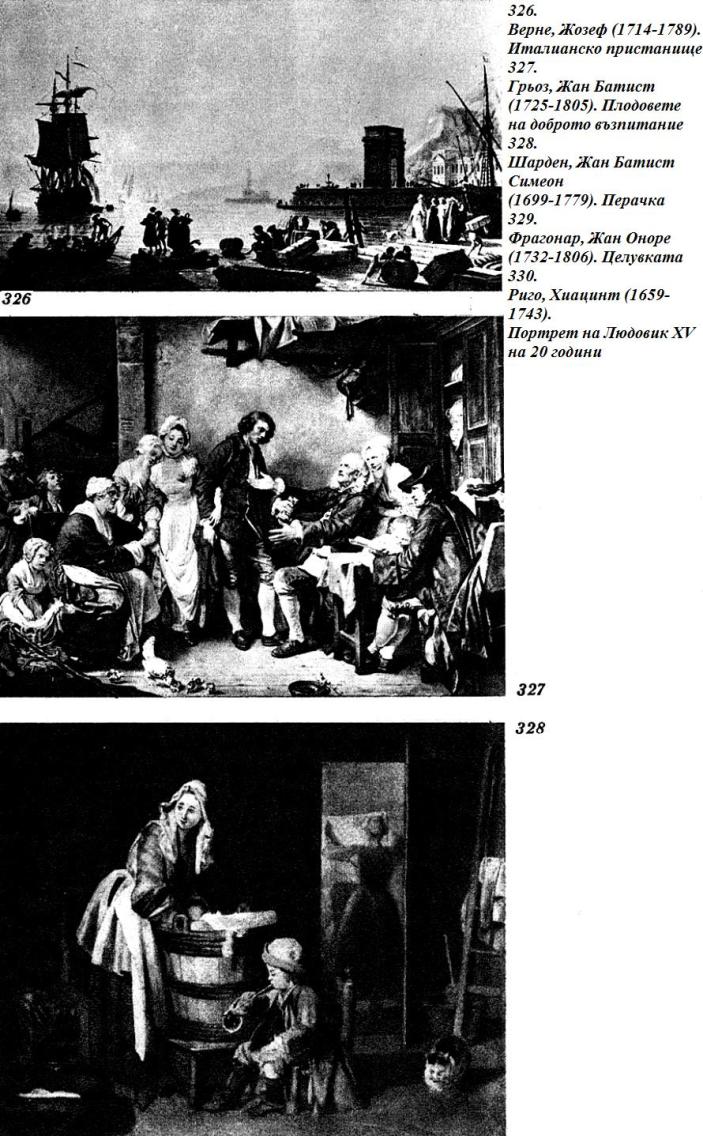 326.
Верне, Жозеф (1714-1789).
Италианско пристанище
327.
Грьоз, Жан Батист
(1725-1805). Плодовете
на доброто възпитание
328.
Шарден, Жан Батист
Симеон
(1699-1779). Перачка
329.
Фрагонар, Жан Оноре
(1732-1806). Целувката
330.
Риго, Хиацинт (1659-
1743).
Портрет на Людовик XV
на 20 години
326
327
328